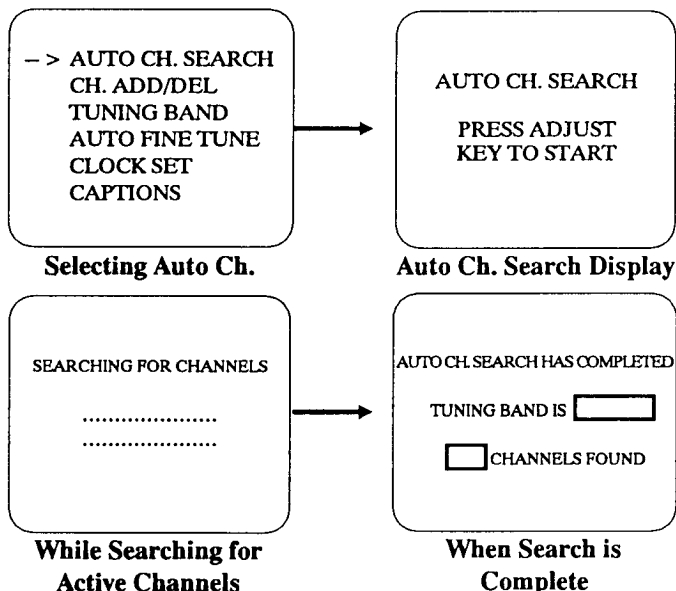 – > AUTO CH. SEARCH
CH. ADD/DEL
TUNING BAND
AUTO FINE TUNE
CLOCK SET
CAPTIONS
Selecting Auto Ch.
AUTO CH. SEARCH
PRESS ADJUST
KEY TO START
Auto Ch. Search Display
SEARCHING FOR CHANNELS
......................
......................
While Searching for
Active Channels
AUTO CH. SEARCH HAS COMPLETED
TUNING BAND IS
CHANNELS FOUND
When Search is
Complete